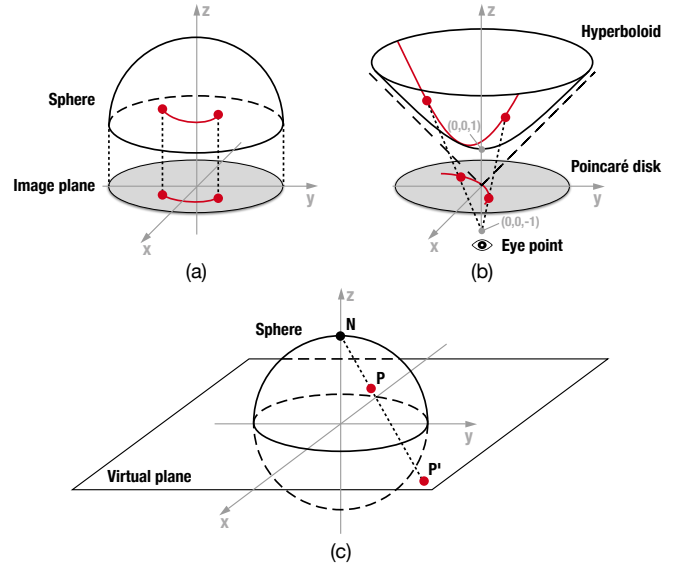 z
Sphere
Image plane
y
x
(a)
z
Hyperboloid
(0,0,1)
Poincaré disk
y
(0,0,-1)
x
Eye point
(b)
z
Sphere
N
P
y
P'
Virtual plane
x
(c)